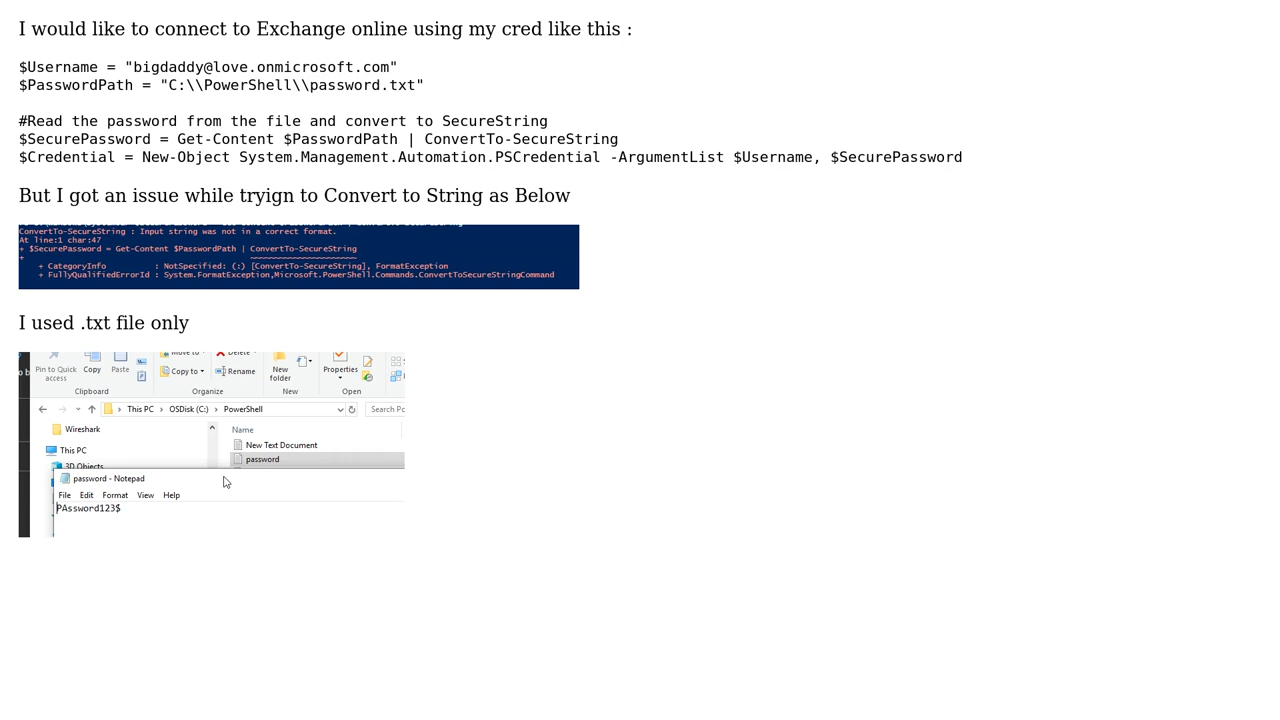 I would like to connect to Exchange online using my cred like this :
$Username = "bigdaddy@love.onmicrosoft.com"
$PasswordPath = "C:\\PowerShell\\password.txt"
#Read the password from the file and convert to SecureString
$SecurePassword = Get-Content $PasswordPath | ConvertTo-SecureString
$Credential = New-Object System.Management.Automation.PSCredential -ArgumentList $Username, $SecurePassword
But I got an issue while tryign to Convert to String as Below
ConvertTo-SecureString : Input string was not in a correct format.
At line:1 char:47
+ $SecurePassword = Get-Content $PasswordPath | ConvertTo-SecureString
+ ~~~~~~~~~~~~~~~~~~~~~~
+ CategoryInfo : NotSpecified: (:) [ConvertTo-SecureString], FormatException
+ FullyQualifiedErrorId : System.FormatException,Microsoft.PowerShell.Commands.ConvertToSecureStringCommand
I used .txt file only
Move to Delete
Pin to Quick access Copy Paste Copy to Rename New folder Properties
Clipboard Organize New Open
This PC > OSDisk (C:) > PowerShell Search Po
Wireshark Name
This PC New Text Document
3D Objects password
password - Notepad
File Edit Format View Help
PAssword123$